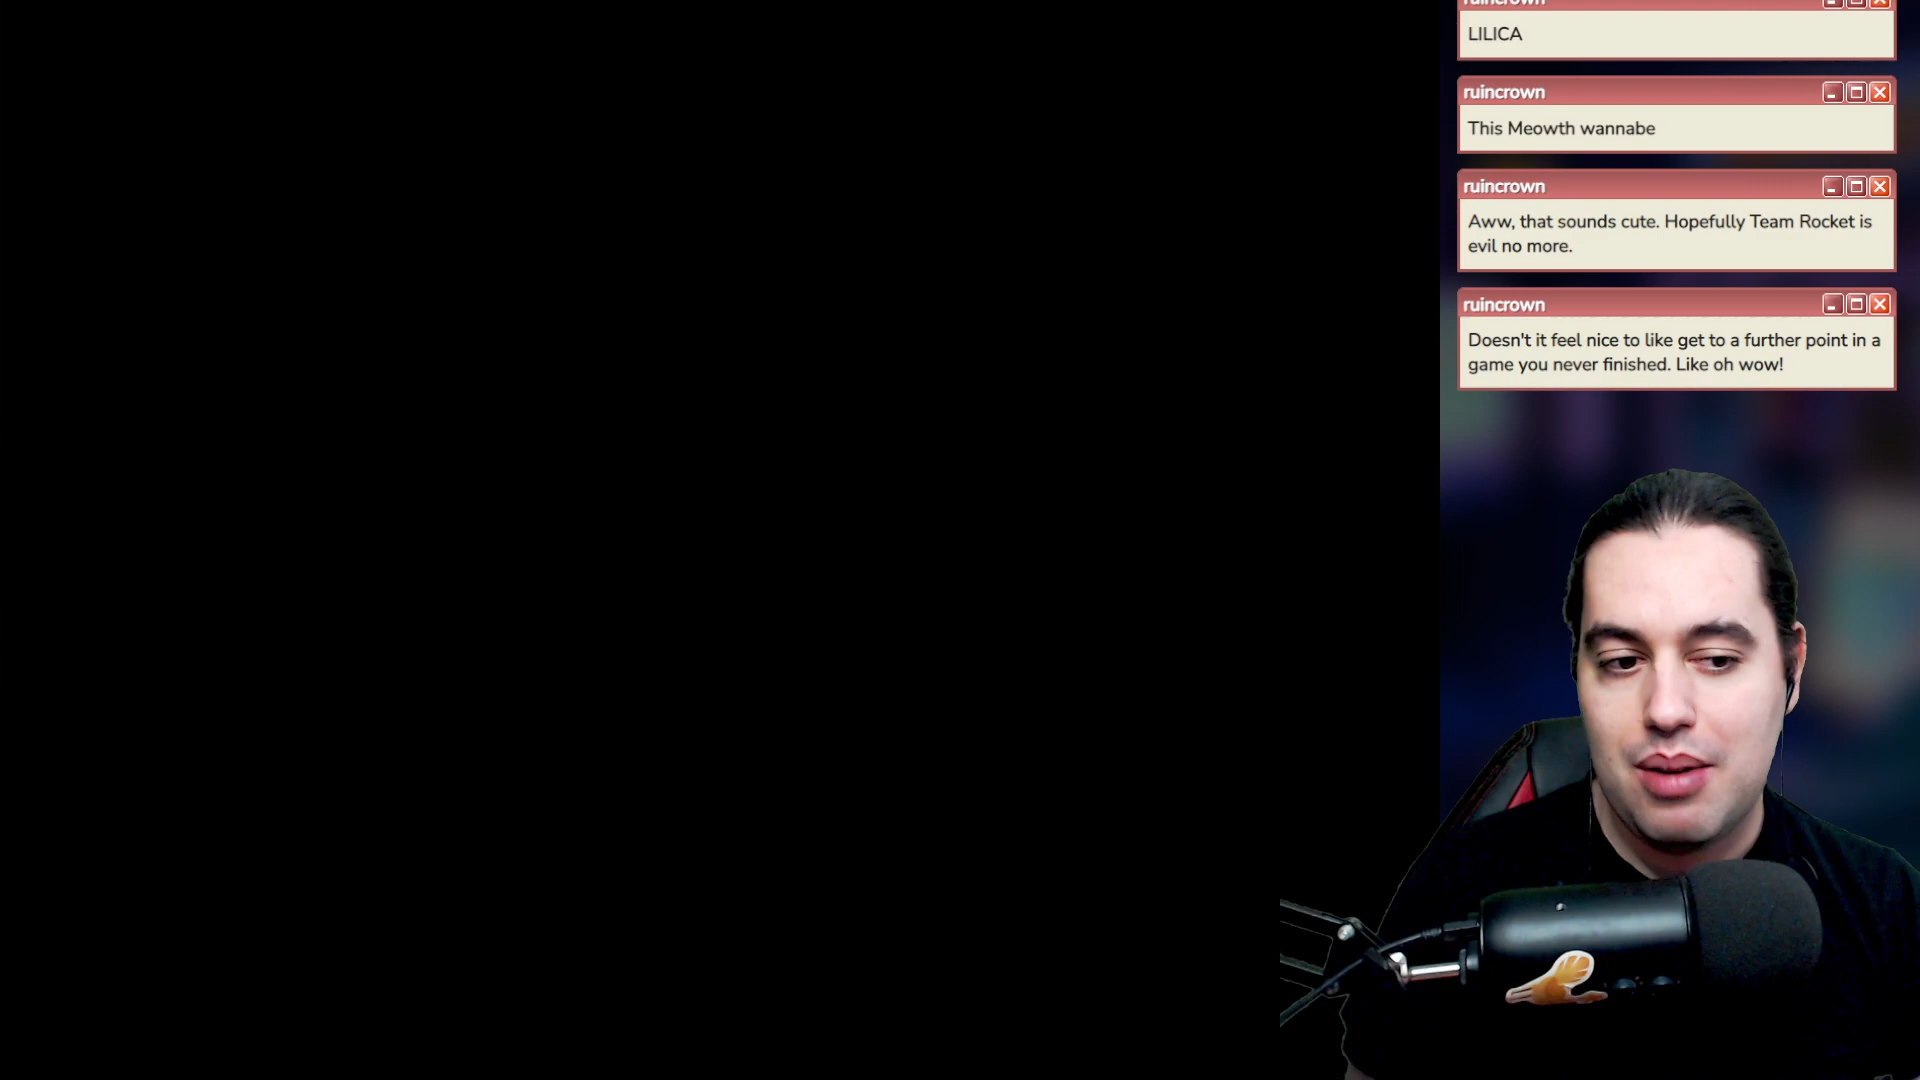 ruincrown
LILICA
ruincrown
This Meowth wannabe
ruincrown
Aww, that sounds cute. Hopefully Team Rocket is
evil no more.
ruincrown
Doesn't it feel nice to like get to a further point in a
game you never finished. Like oh wow!